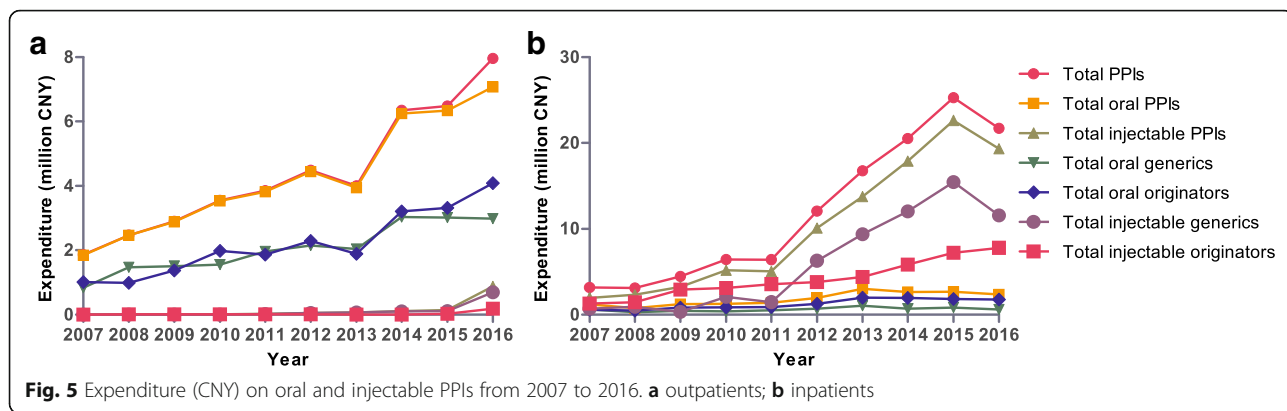 a
Expenditure (million CNY)
8
6
4
2
0
2007 2008 2009 2010 2011 2012 2013 2014 2015 2016
Year
b
Expenditure (million CNY)
30
20
10
0
2007 2008 2009 2010 2011 2012 2013 2014 2015 2016
Year
Total PPIs
Total oral PPIs
Total injectable PPIs
Total oral generics
Total oral originators
Total injectable generics
Total injectable originators
Fig. 5 Expenditure (CNY) on oral and injectable PPIs from 2007 to 2016. a outpatients; b inpatients